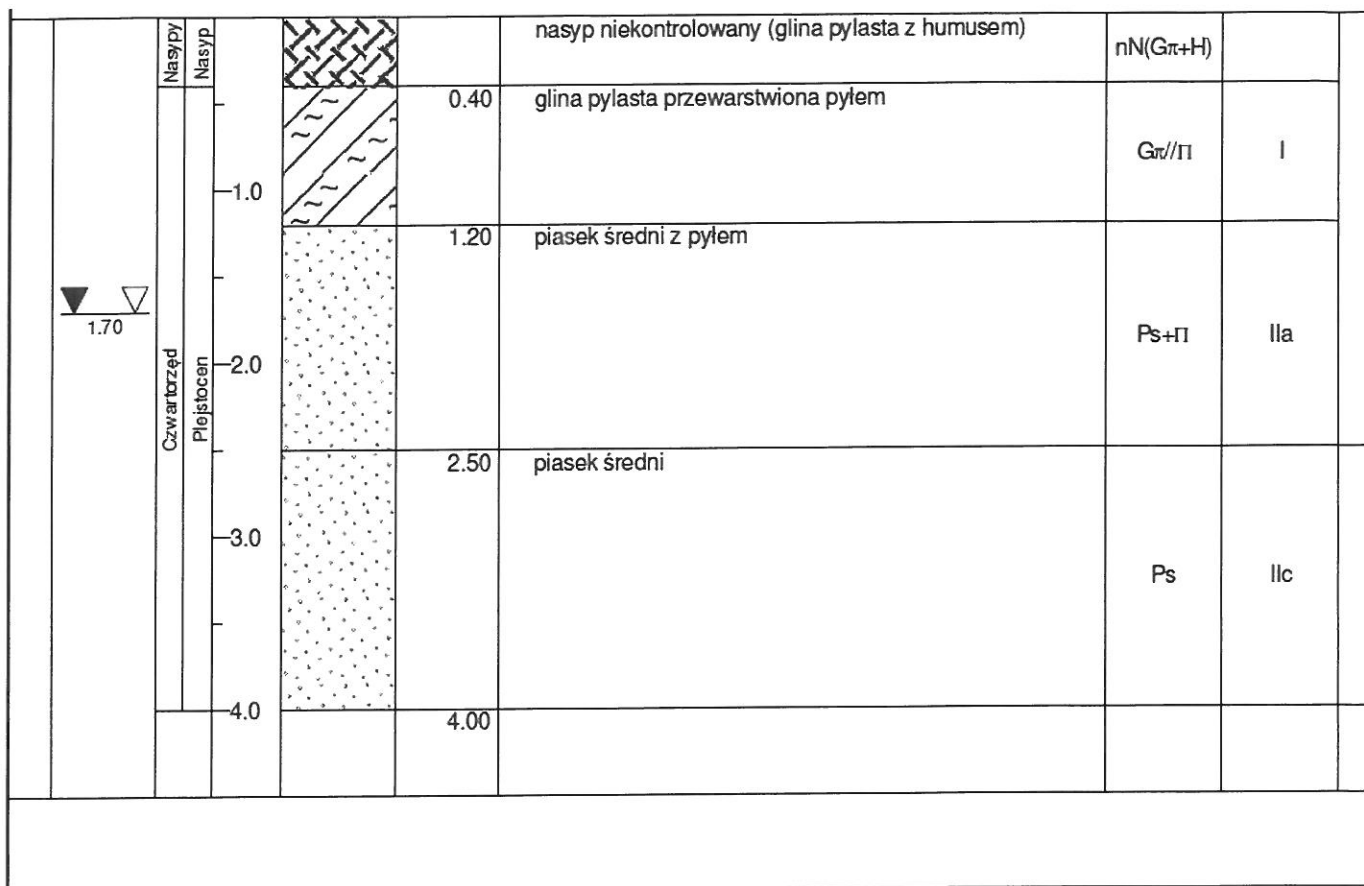 nasyp niekontrolowany (glina pylasta z humusem)
nN(Gπ+H)
Nasypy
Nasyp
0.40
glina pylasta przewarstwiona pyłem
Gπ//Π
I
1.0
1.20
piasek średni z pyłem
1.70
Ps+Π
IIa
2.0
Czwartorzęd
Plejstocen
2.50
piasek średni
3.0
Ps
IIc
4.0
4.00